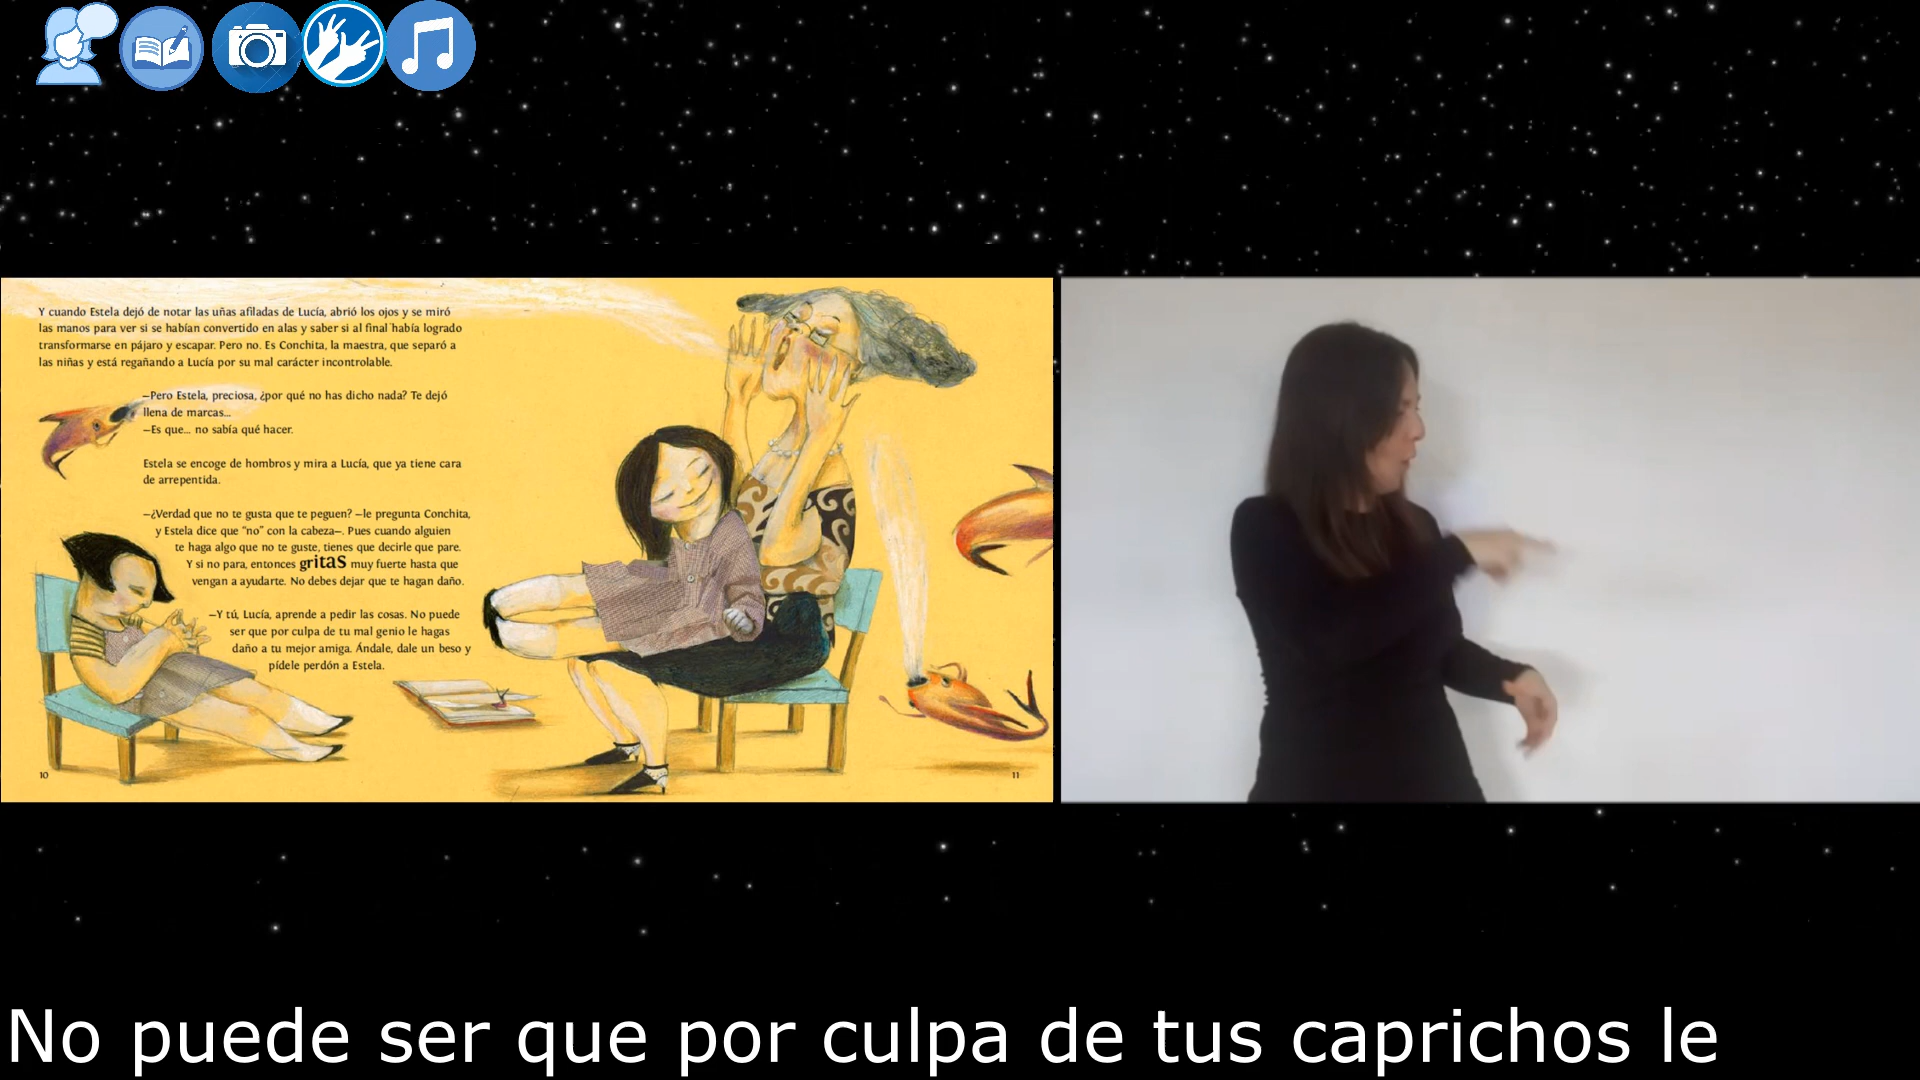 Y cuando Estela dejó de notar las uñas afiladas de Lucía, abrió los ojos y se miró
las manos para ver si se habían convertido en alas y saber si al final había logrado
transformarse en pájaro y escapar. Pero no. Es Conchita, la maestra, que separó a
las niñas y está regañando a Lucía por su mal carácter incontrolable.
—Pero Estela, preciosa, ¿por qué no has dicho nada? Te dejó
llena de marcas...
—Es que... no sabía qué hacer.
Estela se encoge de hombros y mira a Lucía, que ya tiene cara
de arrepentida.
—¿Verdad que no te gusta que te peguen? —le pregunta Conchita,
y Estela dice que “no” con la cabeza—. Pues cuando alguien
te haga algo que no te guste, tienes que decirle que pare.
Y si no para, entonces gritas muy fuerte hasta que
vengan a ayudarte. No debes dejar que te hagan daño.
—Y tú, Lucía, aprende a pedir las cosas. No puede
ser que por culpa de tu mal genio le hagas
daño a tu mejor amiga. Ándale, dale un beso y
pídele perdón a Estela.
10
11
No puede ser que por culpa de tus caprichos le